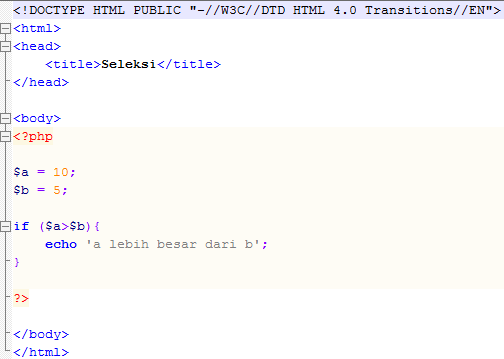 <!DOCTYPE HTML PUBLIC "-//W3C//DTD HTML 4.0 Transitions//EN">
<html>
<head>
    <title>Seleksi</title>
</head>

<body>
<?php

$a = 10;
$b = 5;

if ($a>$b){
    echo 'a lebih besar dari b';
}

?>

</body>
</html>